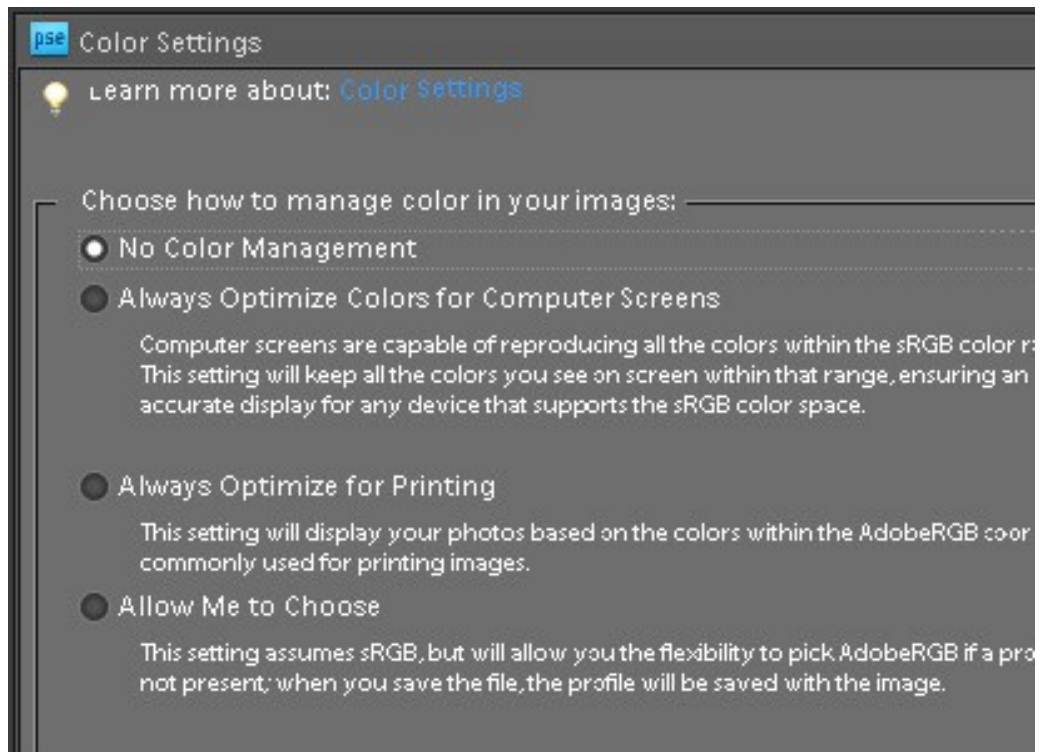 pse Color Settings
Learn more about: Color Settings
Choose how to manage color in your images:
No Color Management
Always Optimize Colors for Computer Screens
Computer screens are capable of reproducing all the colors within the sRGB color
This setting will keep all the colors you see on screen within that range, ensuring an
accurate display for any device that supports the sRGB color space.
Always Optimize for Printing
This setting will display your photos based on the colors within the AdobeRGB
commonly used for printing images.
Allow Me to Choose
This setting assumes sRGB, but will allow you the flexibility to pick AdobeRGB if a
not present; when you save the file, the profile will be saved with the image.